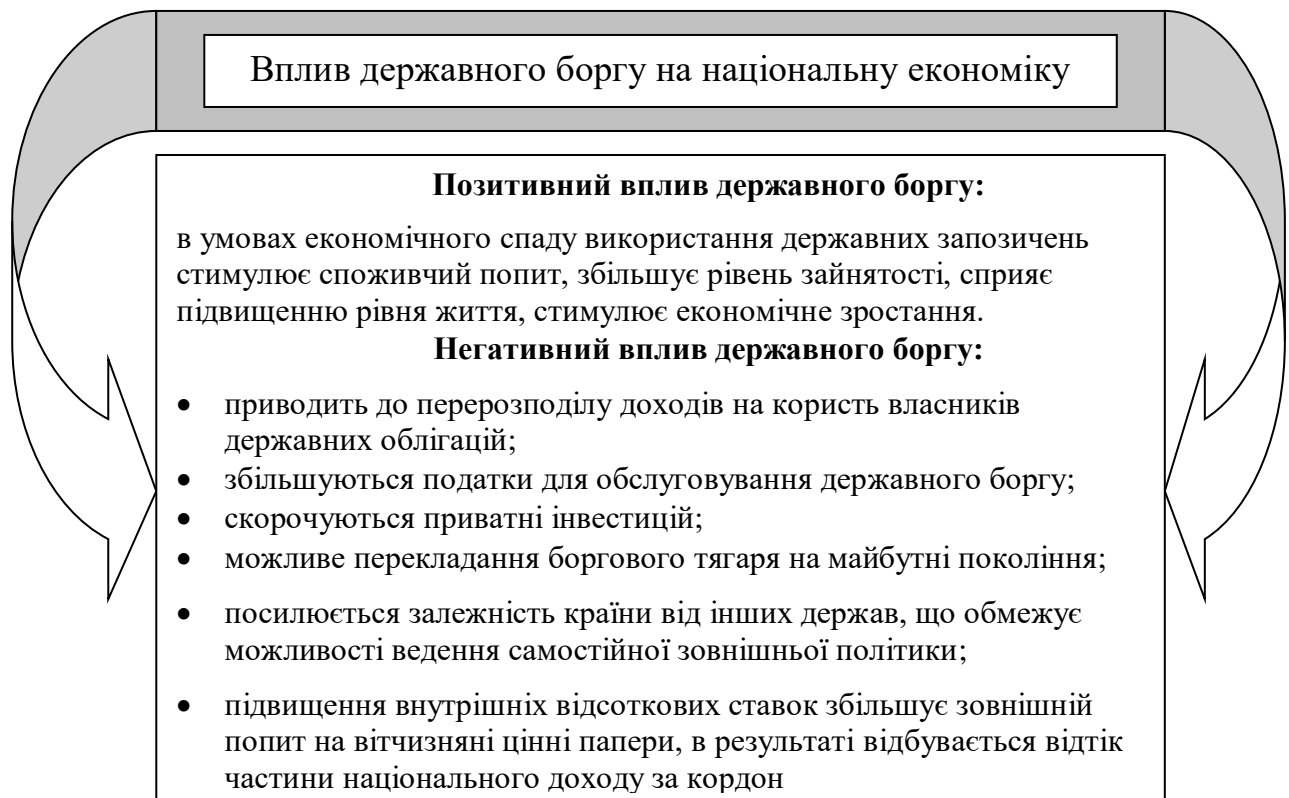 Вплив державного боргу на національну економіку
Позитивний вплив державного боргу:
в умовах економічного спаду використання державних запозичень
стимулює споживчий попит, збільшує рівень зайнятості, сприяє
підвищенню рівня життя, стимулює економічне зростання.
Негативний вплив державного боргу:
• приводить до перерозподілу доходів на користь власників
державних облігацій;
• збільшуються податки для обслуговування державного боргу;
• скорочуються приватні інвестицій;
• можливе перекладання боргового тягаря на майбутні покоління;
• посилюється залежність країни від інших держав, що обмежує
можливості ведення самостійної зовнішньої політики;
• підвищення внутрішніх відсоткових ставок збільшує зовнішній
попит на вітчизняні цінні папери, в результаті відбувається відтік
частини національного доходу за кордон